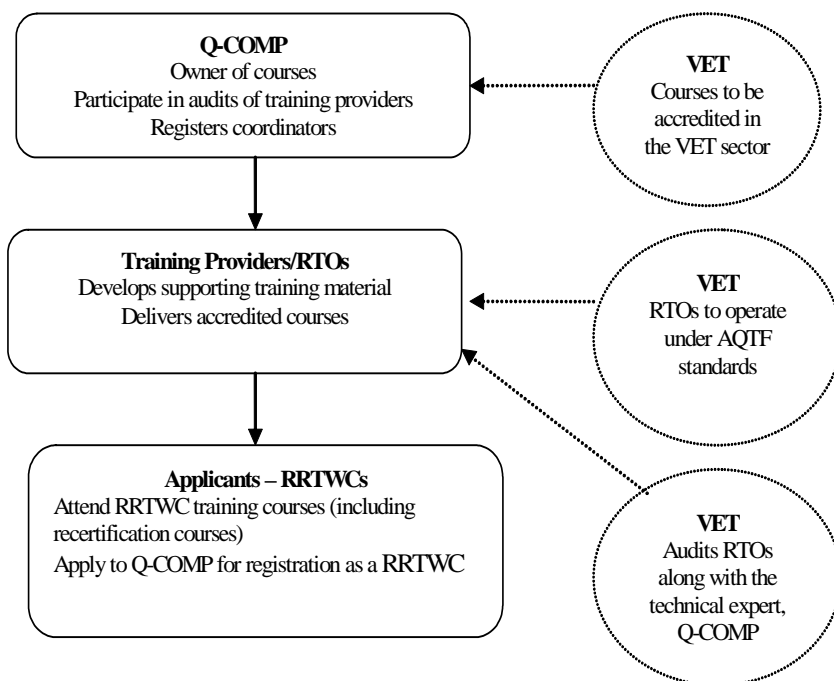 Q-COMP
Owner of courses
Participate in audits of training providers
Registers coordinators
VET
Courses to be
accredited in
the VET sector
Training Providers/RTOs
Develops supporting training material
Delivers accredited courses
VET
RTOs to operate
under AQTF
standards
Applicants – RRTWCs
Attend RRTWC training courses (including
recertification courses)
Apply to Q-COMP for registration as a RRTWC
VET
Audits RTOs
along with the
technical expert,
Q-COMP